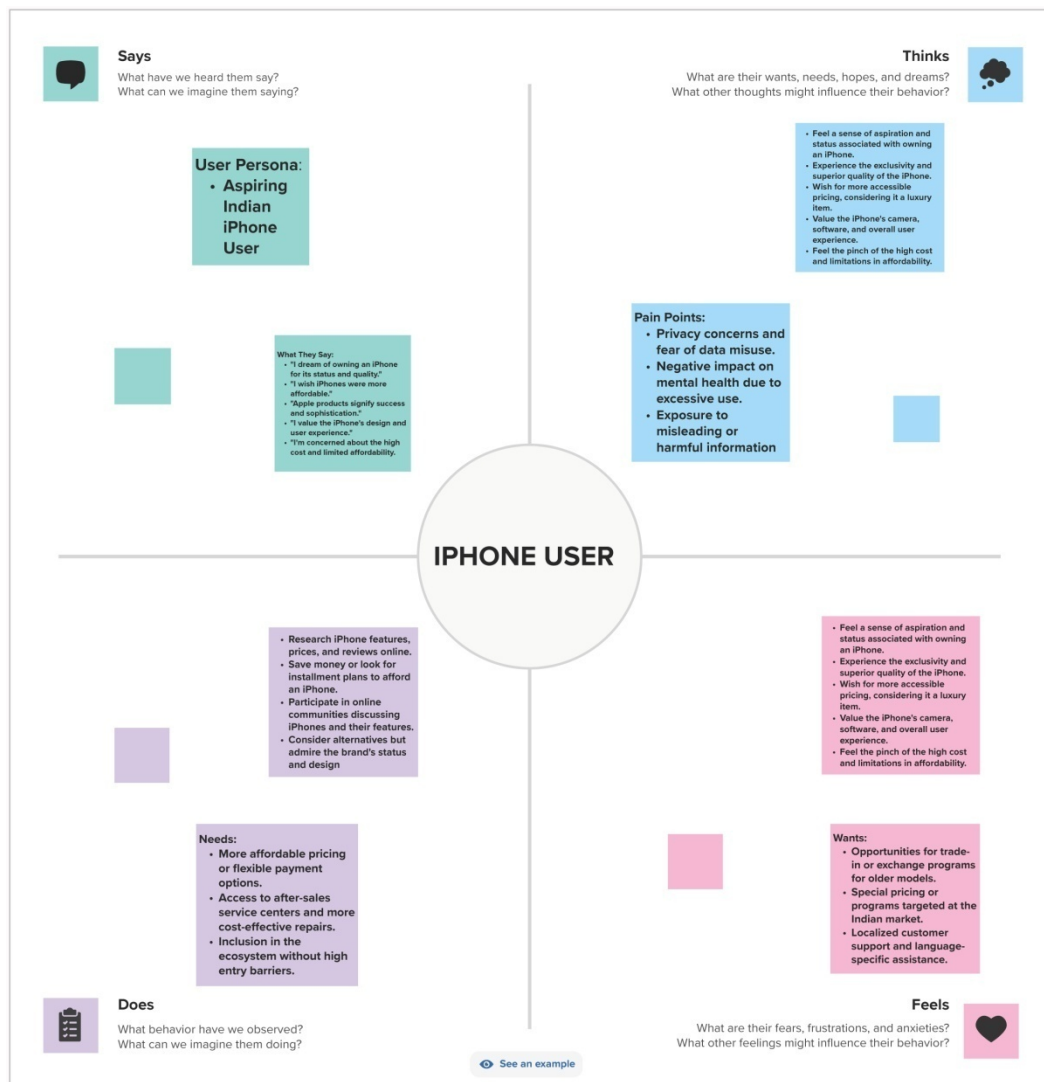 Says
What have we heard them say?
What can we imagine them saying?
Thinks
What are their wants, needs, hopes, and dreams?
What other thoughts might influence their behavior?
User Persona:
• Aspiring
Indian
iPhone
User
What They Say:
• "I dream of owning an iPhone
for its status and quality."
• "I wish iPhones were more
affordable."
• "Apple products signify success
and sophistication."
• "I value the iPhone's design and
user experience."
• "I'm concerned about the high
cost and limited affordability.
• Feel a sense of aspiration and
status associated with owning
an iPhone.
• Experience the exclusivity and
superior quality of the iPhone.
• Wish for more accessible
pricing, considering it a luxury
item.
• Value the iPhone's camera,
software, and overall user
experience.
• Feel the pinch of the high cost
and limitations in affordability.
Pain Points:
• Privacy concerns and
fear of data misuse.
• Negative impact on
mental health due to
excessive use.
• Exposure to
misleading or
harmful information
IPHONE USER
• Research iPhone features,
prices, and reviews online.
• Save money or look for
installment plans to afford
an iPhone.
• Participate in online
communities discussing
iPhones and their features.
• Consider alternatives but
admire the brand's status
and design
Needs:
• More affordable pricing
or flexible payment
options.
• Access to after-sales
service centers and more
cost-effective repairs.
• Inclusion in the
ecosystem without high
entry barriers.
• Feel a sense of aspiration and
status associated with owning
an iPhone.
• Experience the exclusivity and
superior quality of the iPhone.
• Wish for more accessible
pricing, considering it a luxury
item.
• Value the iPhone's camera,
software, and overall user
experience.
• Feel the pinch of the high cost
and limitations in affordability.
Wants:
• Opportunities for trade-
in or exchange programs
for older models.
• Special pricing or
programs targeted at the
Indian market.
• Localized customer
support and language-
specific assistance.
Does
What behavior have we observed?
What can we imagine them doing?
Feels
What are their fears, frustrations, and anxieties?
What other feelings might influence their behavior?
See an example